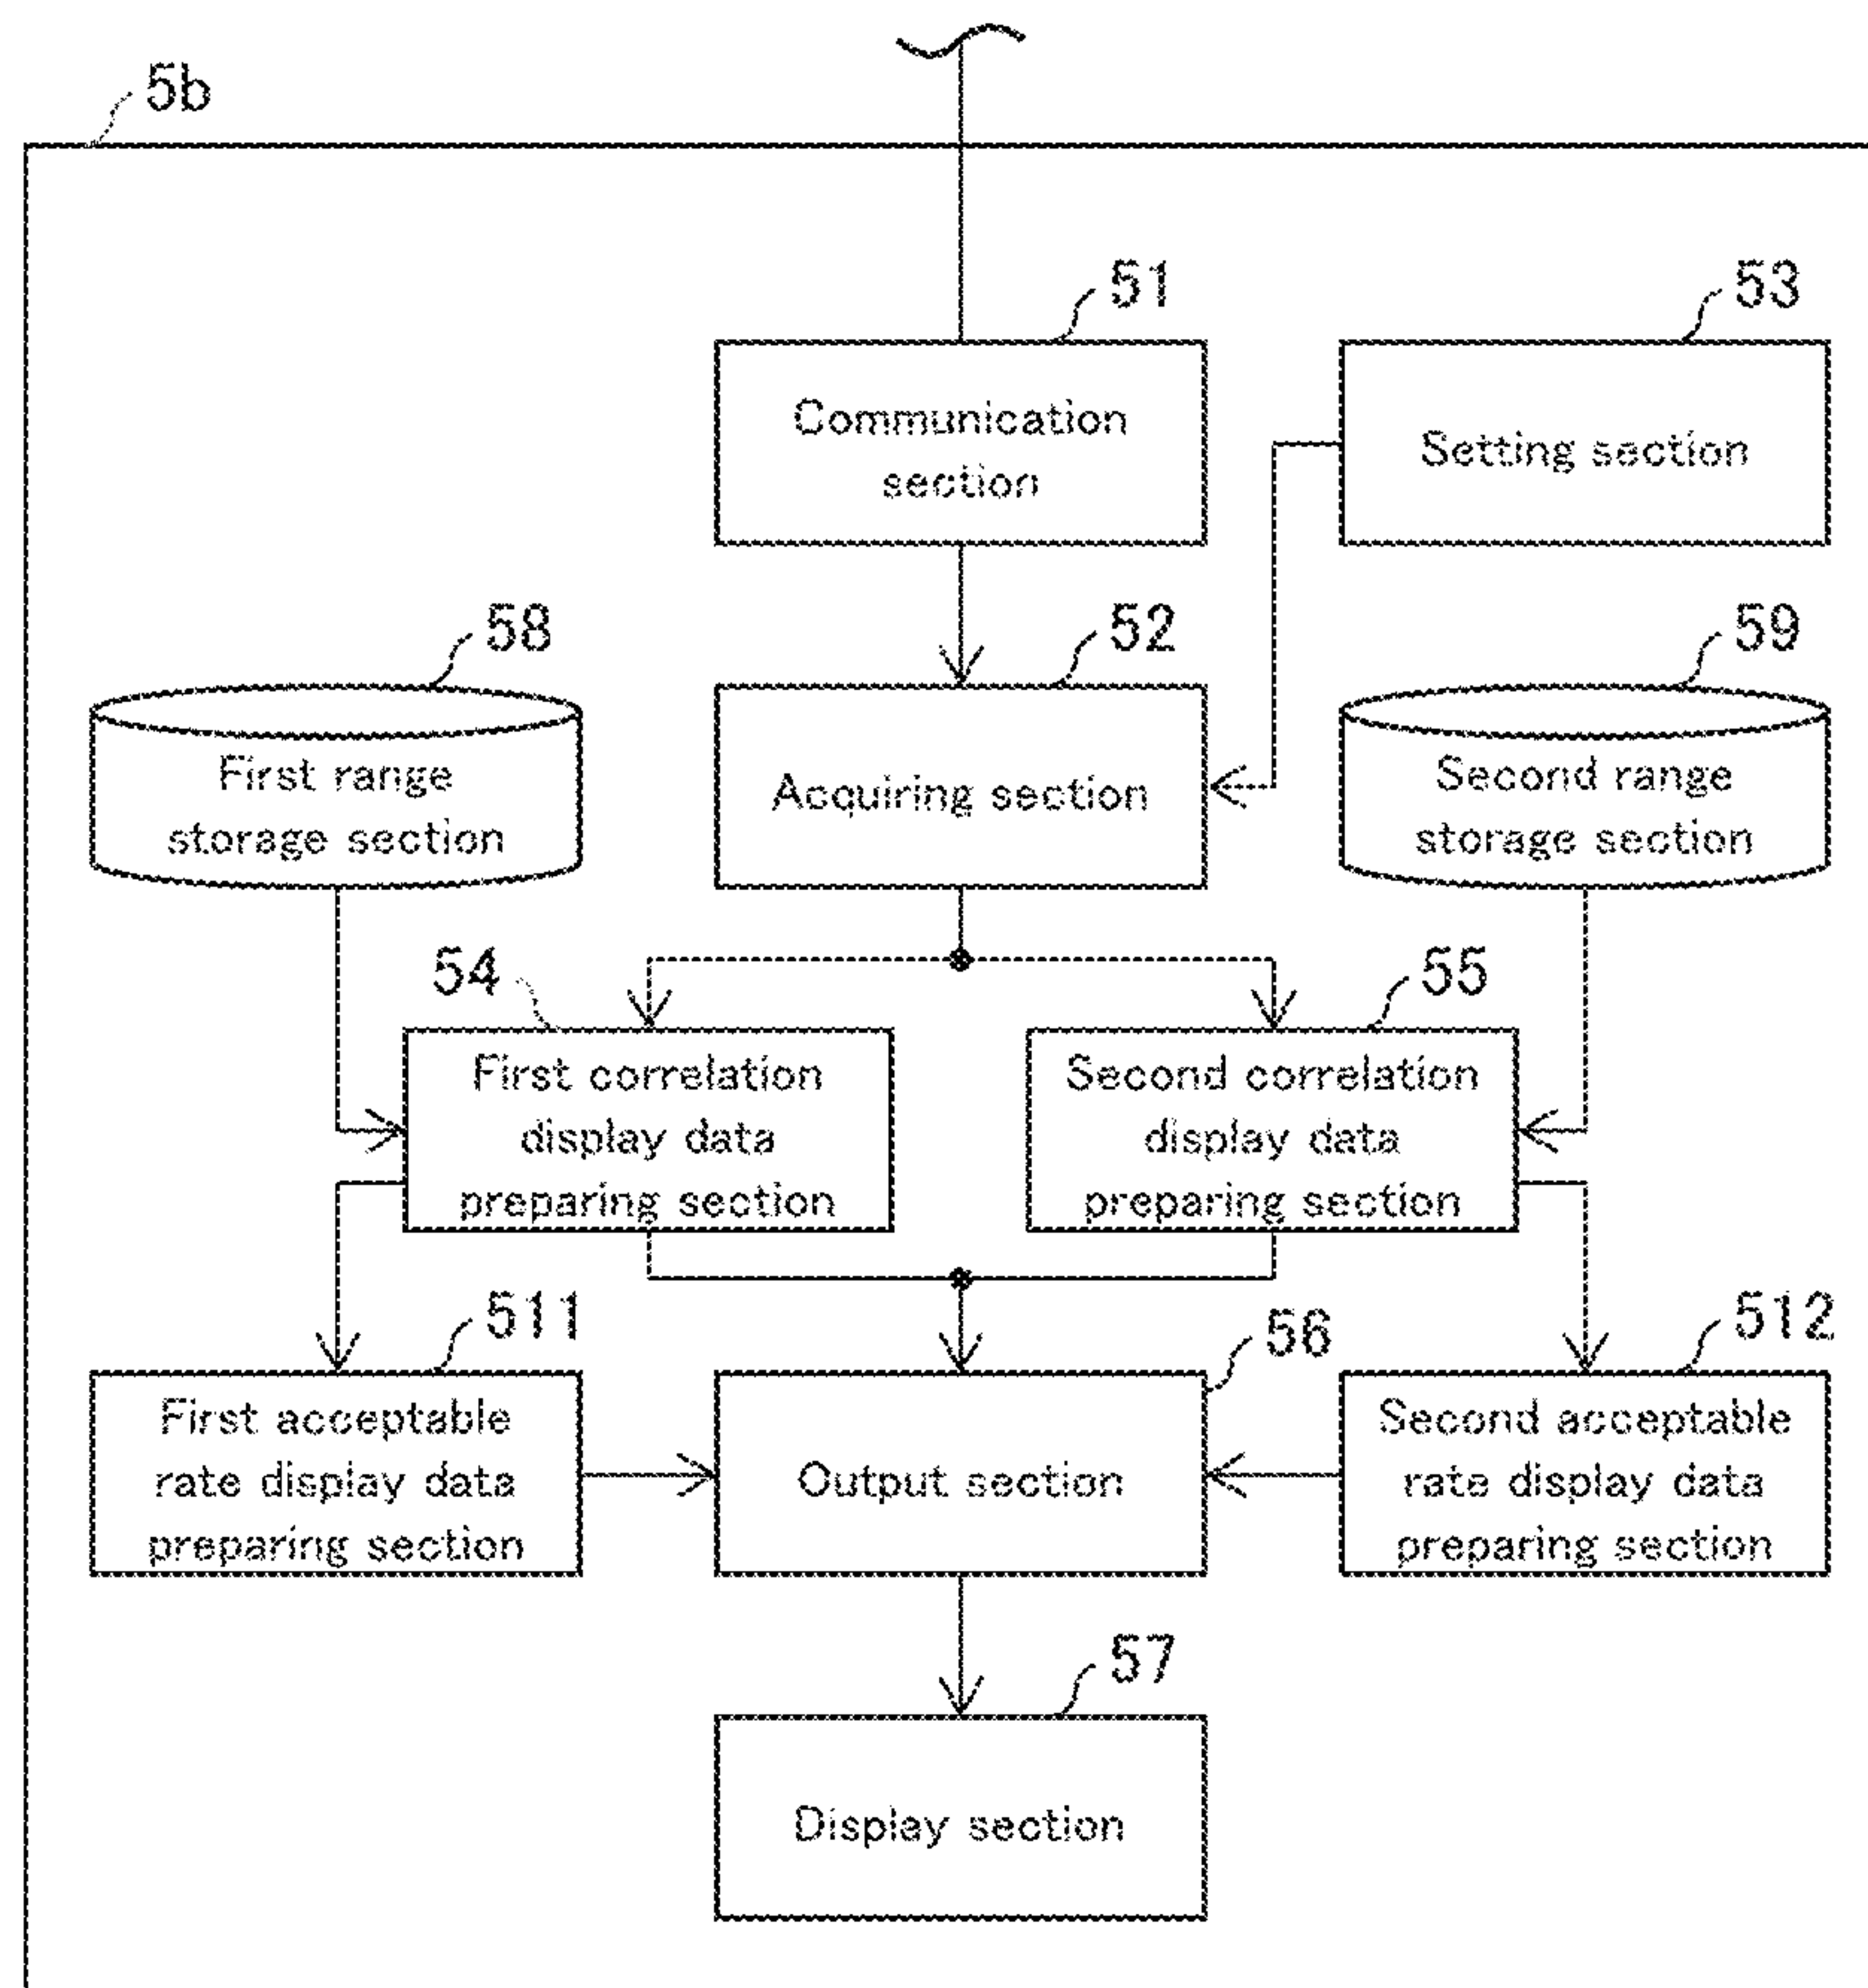 5b
51
53
Communication
section
Setting section
58
52
59
First range
storage section
Acquiring section
Second range
storage section
54
55
First correlation
display data
preparing section
Second correlation
display data
preparing section
511
56
512
First acceptable
rate display data
preparing section
Output section
Second acceptable
rate display data
preparing section
57
Display section